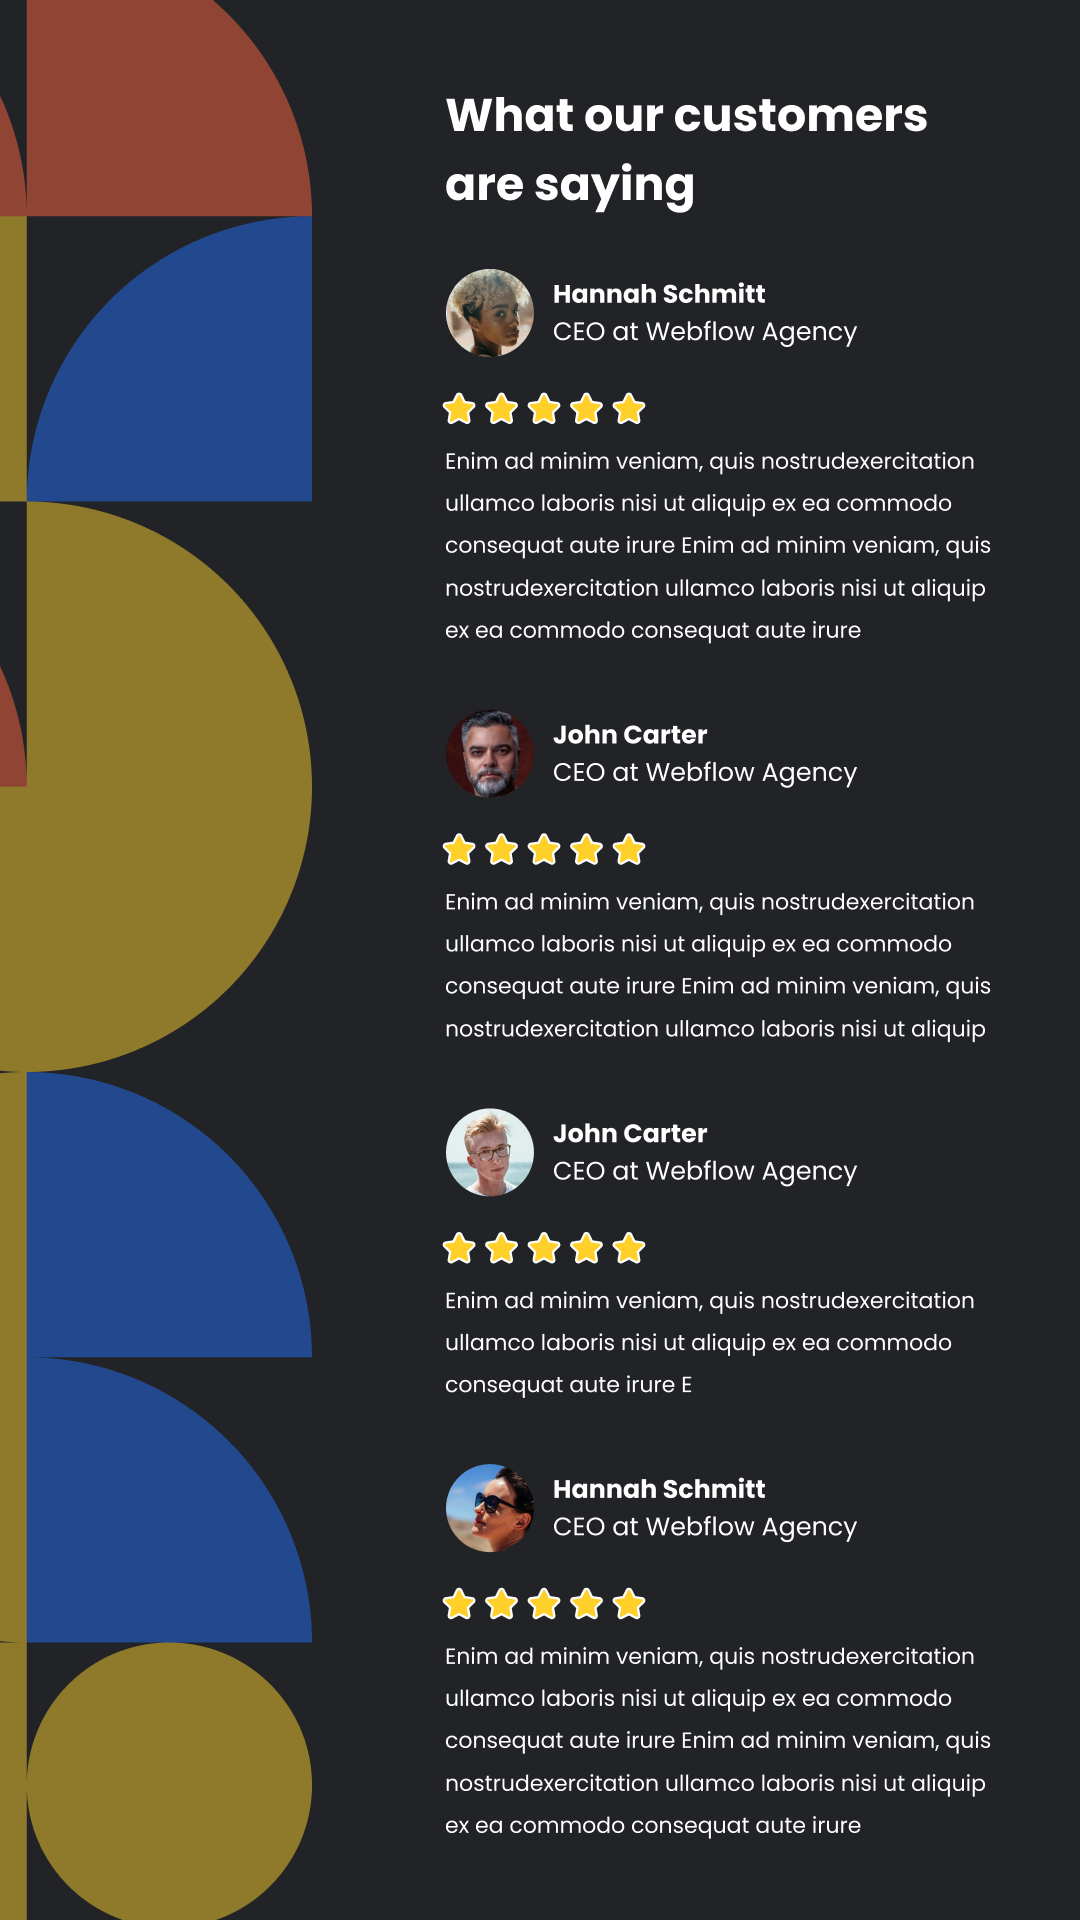 What our customers
are saying
Hannah Schmitt
CEO at Webflow Agency
Enim ad minim veniam, quis nostrudexercitation
ullamco laboris nisi ut aliquip ex ea commodo
consequat aute irure Enim ad minim veniam, quis
nostrudexercitation ullamco laboris nisi ut aliquip
ex ea commodo consequat aute irure
John Carter
CEO at Webflow Agency
Enim ad minim veniam, quis nostrudexercitation
ullamco laboris nisi ut aliquip ex ea commodo
consequat aute irure Enim ad minim veniam, quis
nostrudexercitation ullamco laboris nisi ut aliquip
John Carter
CEO at Webflow Agency
Enim ad minim veniam, quis nostrudexercitation
ullamco laboris nisi ut aliquip ex ea commodo
consequat aute irure E
Hannah Schmitt
CEO at Webflow Agency
Enim ad minim veniam, quis nostrudexercitation
ullamco laboris nisi ut aliquip ex ea commodo
consequat aute irure Enim ad minim veniam, quis
nostrudexercitation ullamco laboris nisi ut aliquip
ex ea commodo consequat aute irure